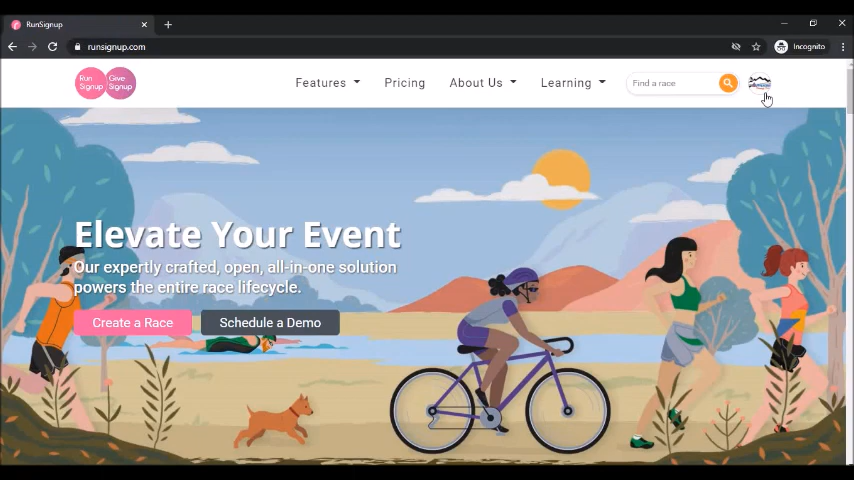 RunSignup
runsignup.com
Incognito
Run
Signup
Give
Signup
Features
Pricing
About Us
Learning
Find a race
Elevate Your Event
Our expertly crafted, open, all-in-one solution
powers the entire race lifecycle.
Create a Race
Schedule a Demo